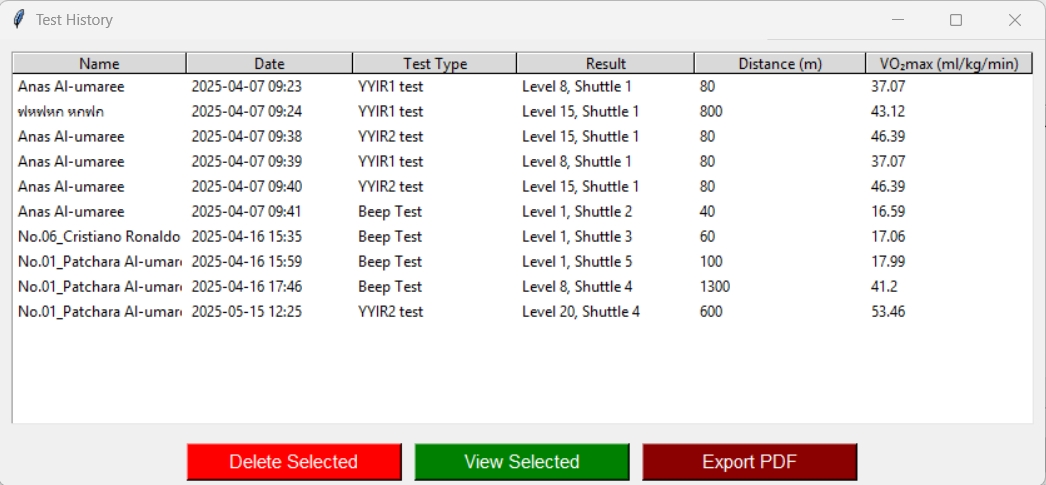 Test History
Name Date Test Type Result Distance (m) VO₂max (ml/kg/min)
Anas Al-umaree 2025-04-07 09:23 YYIR1 test Level 8, Shuttle 1 80 37.07
ฟหฟหก หกฟก 2025-04-07 09:24 YYIR1 test Level 15, Shuttle 1 800 43.12
Anas Al-umaree 2025-04-07 09:38 YYIR2 test Level 15, Shuttle 1 80 46.39
Anas Al-umaree 2025-04-07 09:39 YYIR1 test Level 8, Shuttle 1 80 37.07
Anas Al-umaree 2025-04-07 09:40 YYIR2 test Level 15, Shuttle 1 80 46.39
Anas Al-umaree 2025-04-07 09:41 Beep Test Level 1, Shuttle 2 40 16.59
No.06_Cristiano Ronaldo 2025-04-16 15:35 Beep Test Level 1, Shuttle 3 60 17.06
No.01_Patchara Al-umar 2025-04-16 15:59 Beep Test Level 1, Shuttle 5 100 17.99
No.01_Patchara Al-umar 2025-04-16 17:46 Beep Test Level 8, Shuttle 4 1300 41.2
No.01_Patchara Al-umar 2025-05-15 12:25 YYIR2 test Level 20, Shuttle 4 600 53.46
Delete Selected View Selected Export PDF